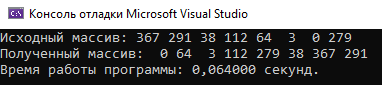 Консоль отладки Microsoft Visual Studio
Исходный массив: 367 291 38 112 64  3  0 279
Полученный массив:  0 64  3 112 279 38 367 291
Время работы программы: 0,064000 секунд.